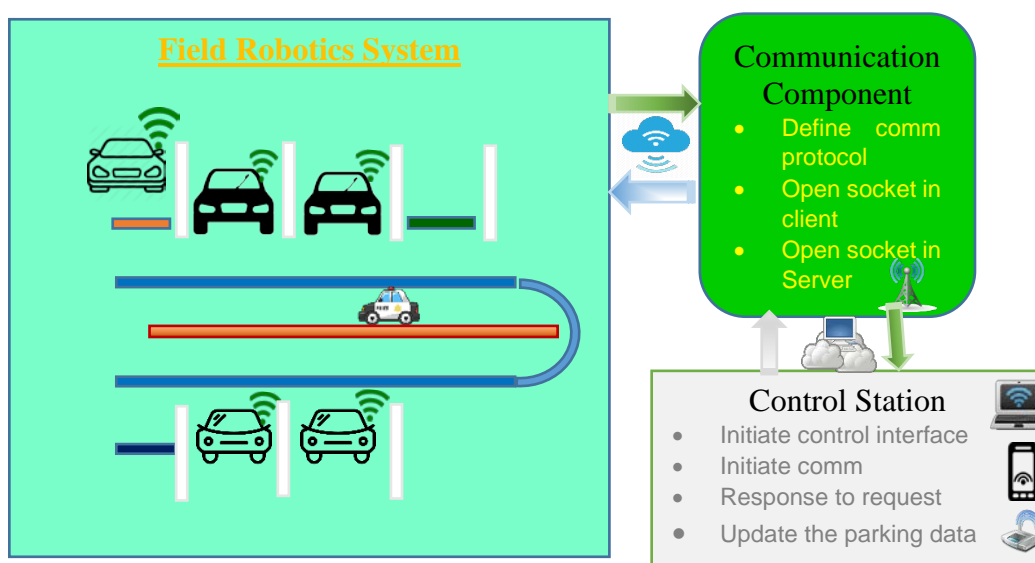 Field Robotics System
Communication
Component
• Define comm
protocol
• Open socket in
client
• Open socket in
Server
Control Station
• Initiate control interface
• Initiate comm
• Response to request
• Update the parking data